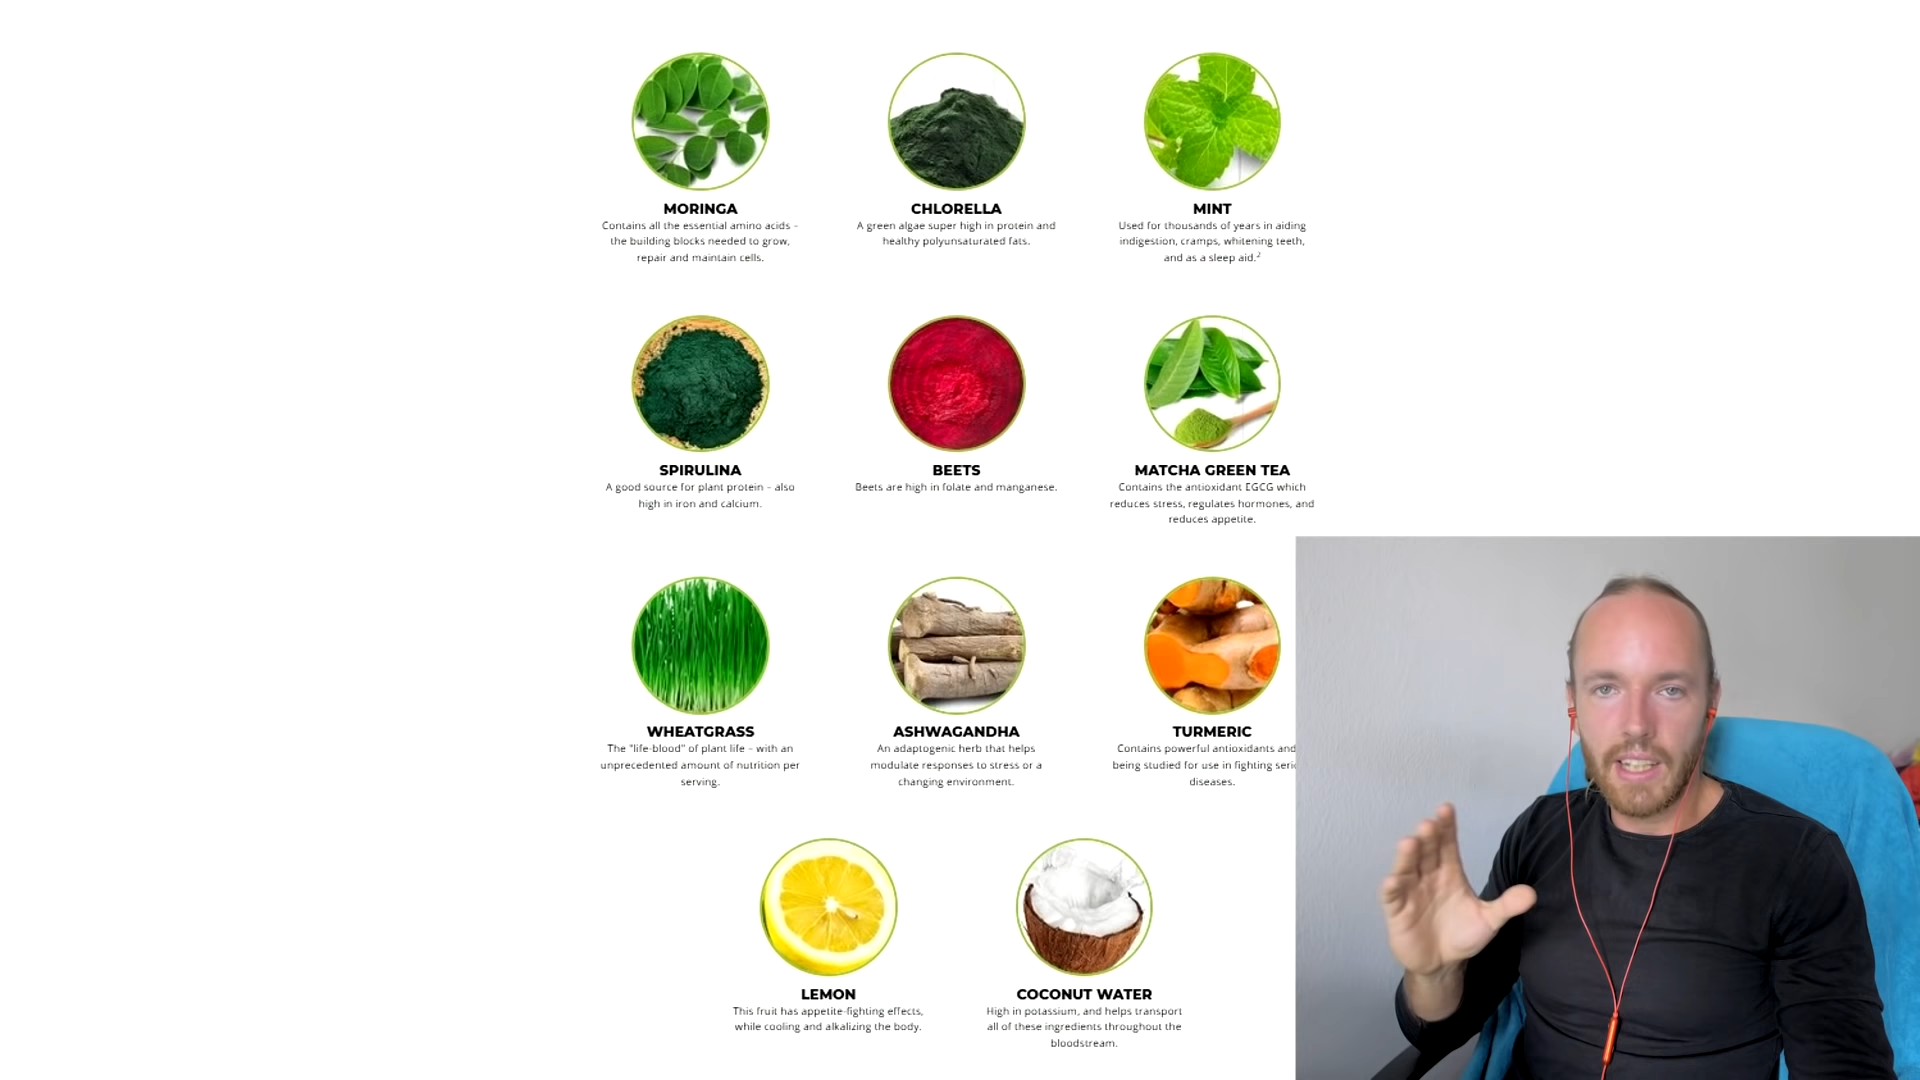 MORINGA
Contains all the essential amino acids –
the building blocks needed to grow,
repair and maintain cells.
CHLORELLA
A green algae super high in protein and
healthy polyunsaturated fats.
MINT
Used for thousands of years in aiding
indigestion, cramps, whitening teeth,
and as a sleep aid.²
SPIRULINA
A good source for plant protein – also
high in iron and calcium.
BEETS
Beets are high in folate and manganese.
MATCHA GREEN TEA
Contains the antioxidant EGCG which
reduces stress, regulates hormones, and
reduces appetite.
WHEATGRASS
The "life-blood" of plant life – with an
unprecedented amount of nutrition per
serving.
ASHWAGANDHA
An adaptogenic herb that helps
modulate responses to stress or a
changing environment.
TURMERIC
Contains powerful antioxidants and
being studied for use in fighting
diseases.
LEMON
This fruit has appetite-fighting effects,
while cooling and alkalizing the body.
COCONUT WATER
High in potassium, and helps transport
all of these ingredients throughout the
bloodstream.